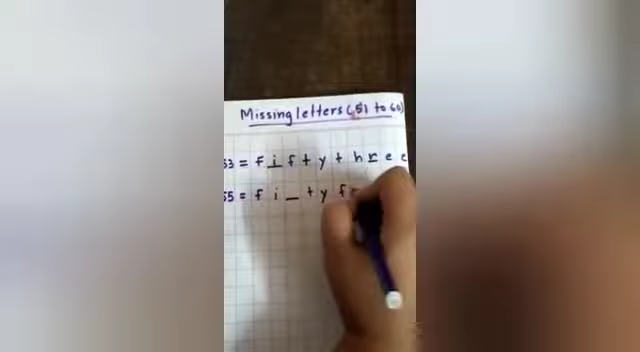 Missing letters (51 to 60)
53 = f i f t y t h r e e
55 = f i _ t y f